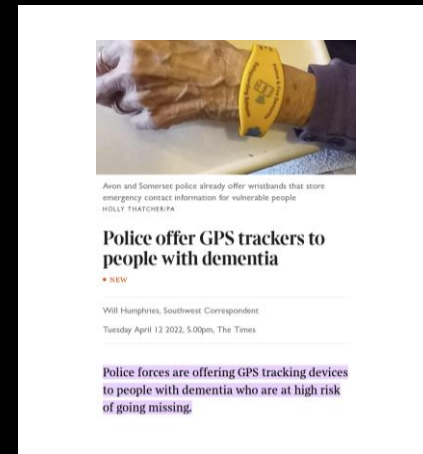 Avon and Somerset police already offer wristbands that store
emergency contact information for vulnerable people
HOLLY THATCHER/PA
Police offer GPS trackers to
people with dementia
• NEW
Will Humphries, Southwest Correspondent
Tuesday April 12 2022, 5.00pm, The Times
Police forces are offering GPS tracking devices
to people with dementia who are at high risk
of going missing.